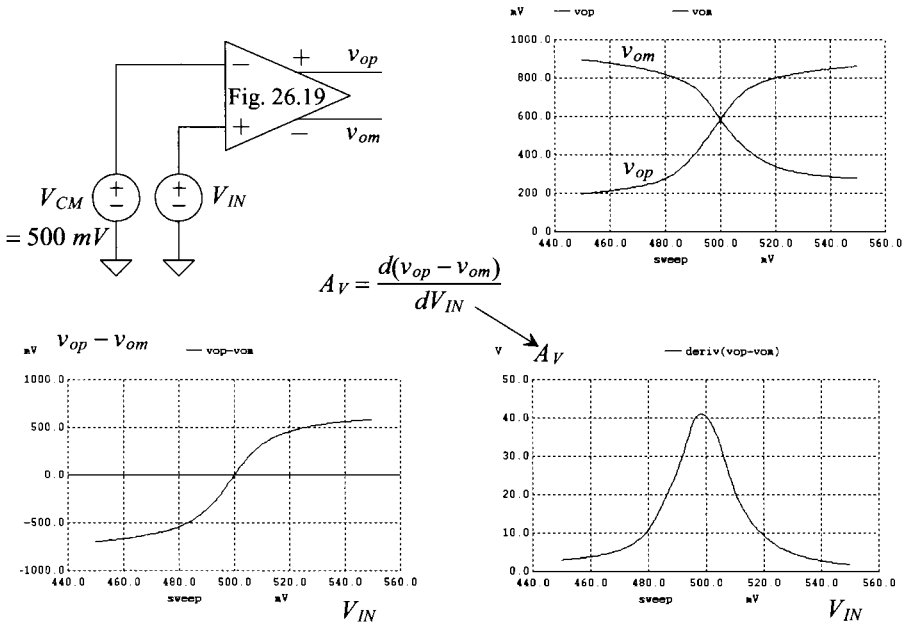 + v_op
−
Fig. 26.19
+ −
v_om
V_CM + − + − V_IN
= 500 mV
mV — vop — vom
1000.0
v_om
800.0
600.0
400.0
v_op
200.0
0.0
440.0 460.0 480.0 500.0 520.0 540.0 560.0
sweep mV
A_V = d(v_op − v_om) / dV_IN
mV v_op − v_om — vop-vom
1000.0
500.0
0.0
-500.0
-1000.0
440.0 460.0 480.0 500.0 520.0 540.0 560.0
sweep mV V_IN
V A_V — deriv(vop-vom)
50.0
40.0
30.0
20.0
10.0
0.0
440.0 460.0 480.0 500.0 520.0 540.0 560.0
sweep mV V_IN